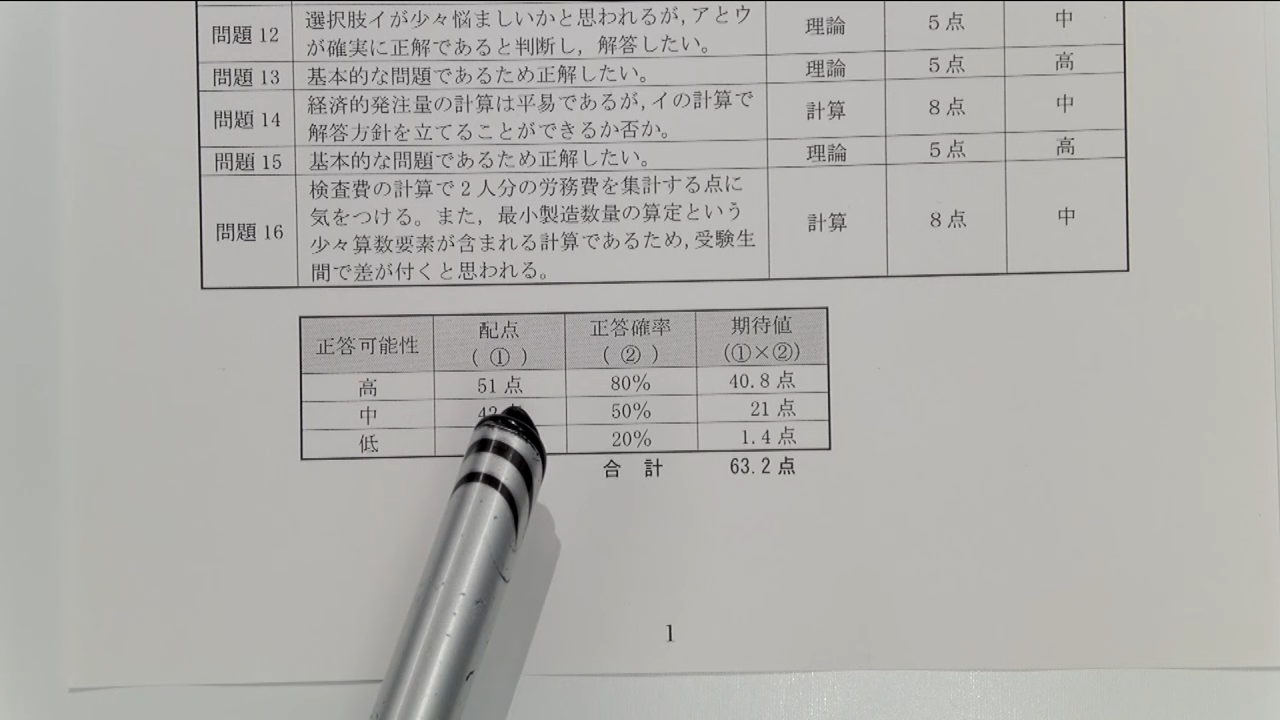 問題 12 選択肢イが少々悩ましいかと思われるが,アとウ 理論 5点 中
が確実に正解であると判断し，解答したい。
問題 13 基本的な問題であるため正解したい。 理論 5点 高
問題 14 経済的発注量の計算は平易であるが,イの計算で 計算 8点 中
解答方針を立てることができるか否か。
問題 15 基本的な問題であるため正解したい。 理論 5点 高
問題 16 検査費の計算で２人分の労務費を集計する点に 計算 8点 中
気をつける。また，最小製造数量の算定という
少々算数要素が含まれる計算であるため,受験生
間で差が付くと思われる。
正答可能性 配点 正答確率 期待値
(①) (②) (①×②)
高 51点 80% 40.8点
中 50% 21点
低 20% 1.4点
合計 63.2点
1